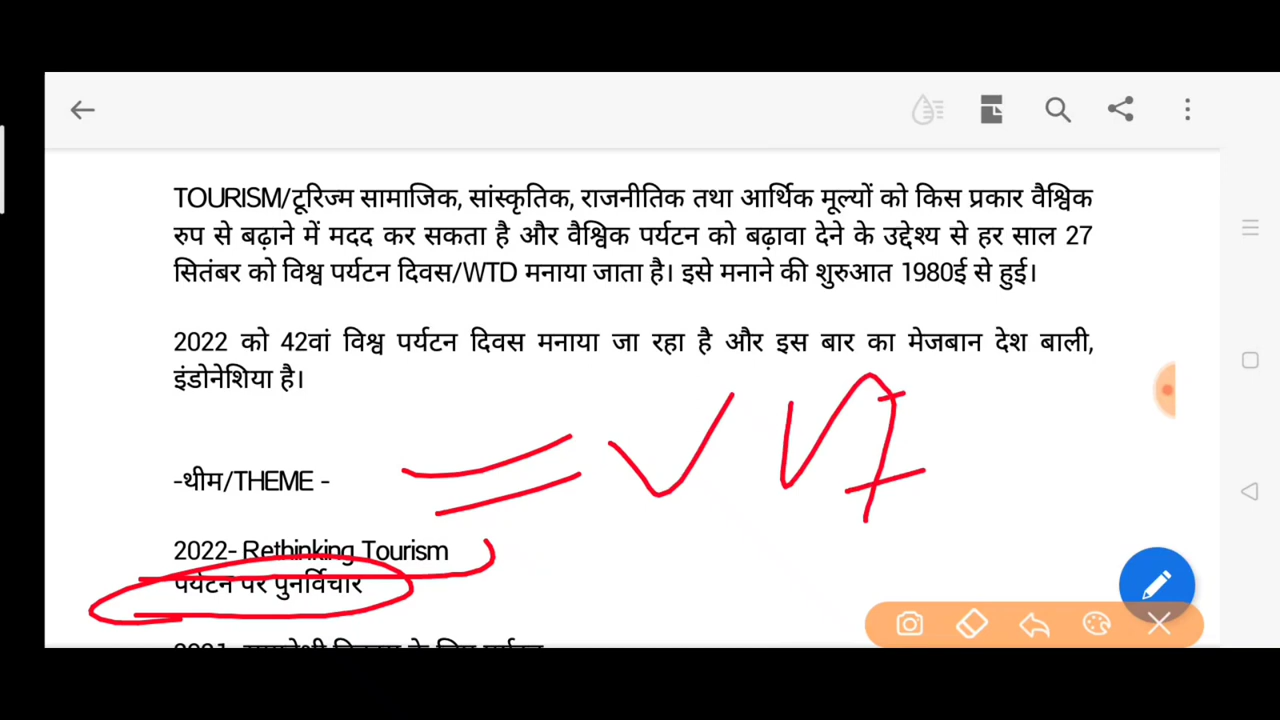 TOURISM/टूरिज्म सामाजिक, सांस्कृतिक, राजनीतिक तथा आर्थिक मूल्यों को किस प्रकार वैश्विक
रुप से बढ़ाने में मदद कर सकता है और वैश्विक पर्यटन को बढ़ावा देने के उद्देश्य से हर साल 27
सितंबर को विश्व पर्यटन दिवस/WTD मनाया जाता है। इसे मनाने की शुरुआत 1980ई से हुई।
2022 को 42वां विश्व पर्यटन दिवस मनाया जा रहा है और इस बार का मेजबान देश बाली,
इंडोनेशिया है।
-थीम/THEME -
2022- Rethinking Tourism
पर्यटन पर पुनर्विचार